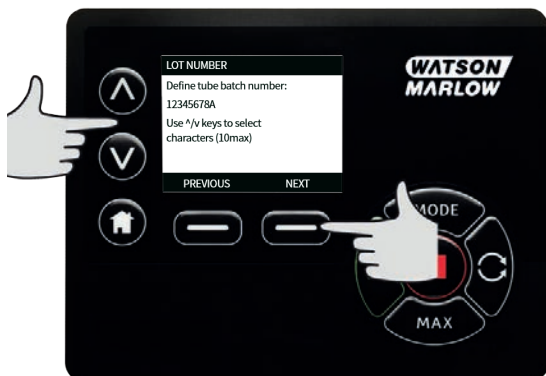 LOT NUMBER
Define tube batch number:
12345678A
Use ^/v keys to select
characters (10max)
PREVIOUS NEXT
WATSON
MARLOW
MODE
MAX